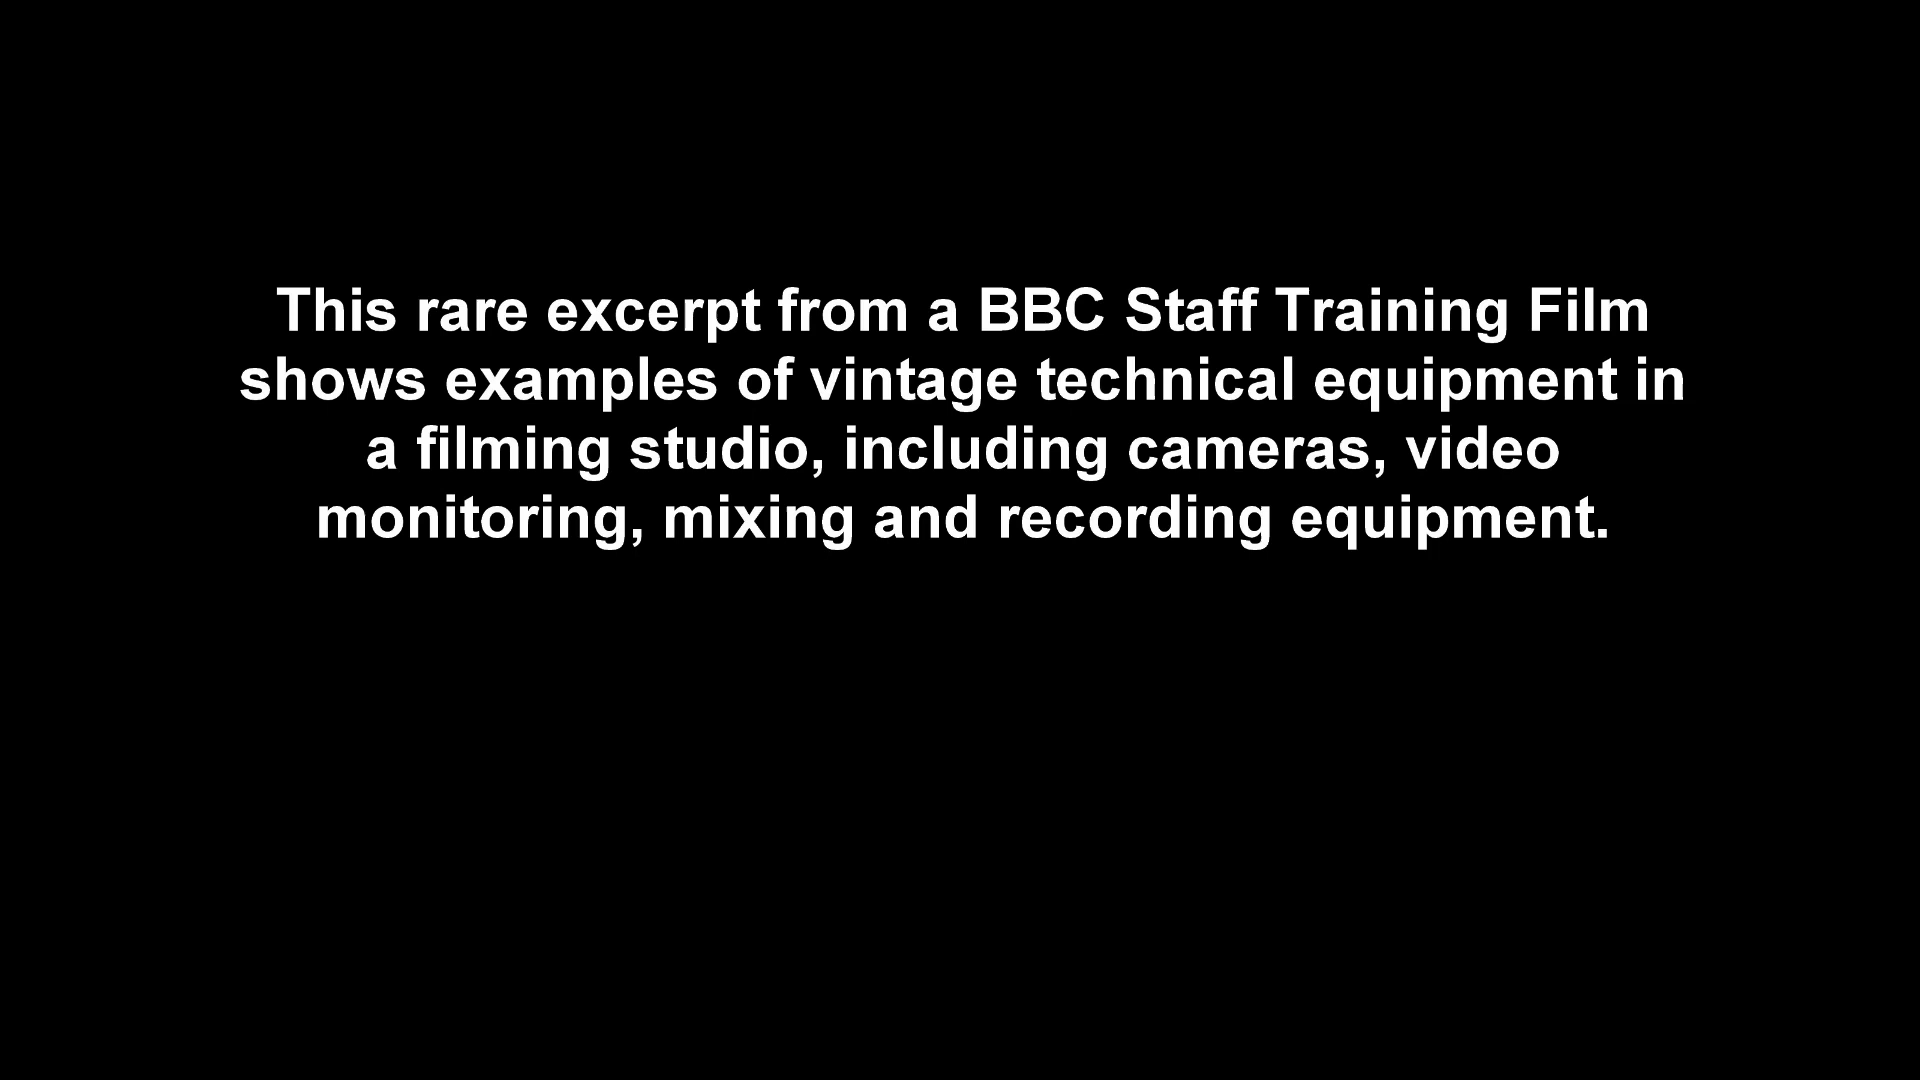 This rare excerpt from a BBC Staff Training Film
shows examples of vintage technical equipment in
a filming studio, including cameras, video
monitoring, mixing and recording equipment.